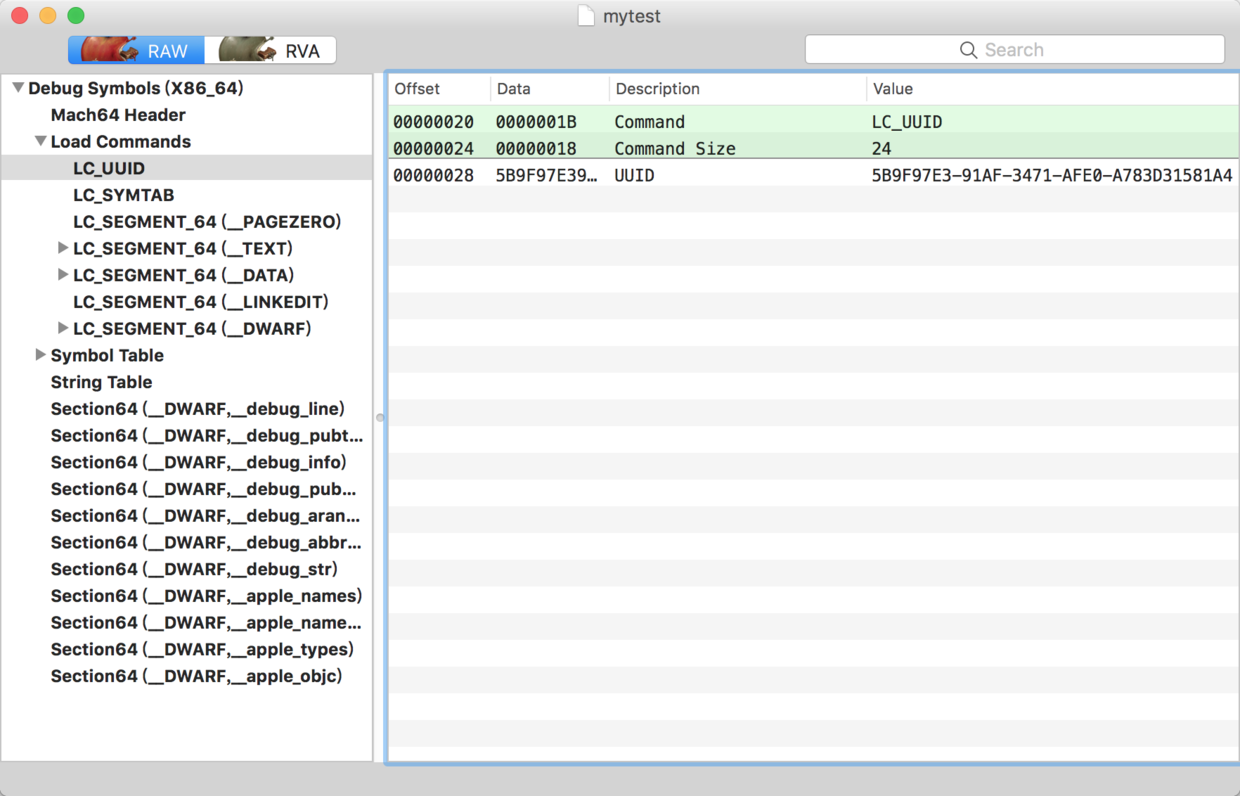 mytest
RAW RVA Search
Debug Symbols (X86_64)
Mach64 Header
Load Commands
LC_UUID
LC_SYMTAB
LC_SEGMENT_64 (__PAGEZERO)
LC_SEGMENT_64 (__TEXT)
LC_SEGMENT_64 (__DATA)
LC_SEGMENT_64 (__LINKEDIT)
LC_SEGMENT_64 (__DWARF)
Symbol Table
String Table
Section64 (__DWARF,__debug_line)
Section64 (__DWARF,__debug_pubt...
Section64 (__DWARF,__debug_info)
Section64 (__DWARF,__debug_pub...
Section64 (__DWARF,__debug_aran...
Section64 (__DWARF,__debug_abbr...
Section64 (__DWARF,__debug_str)
Section64 (__DWARF,__apple_names)
Section64 (__DWARF,__apple_name...
Section64 (__DWARF,__apple_types)
Section64 (__DWARF,__apple_objc)
Offset Data Description Value
00000020 0000001B Command LC_UUID
00000024 00000018 Command Size 24
00000028 5B9F97E39... UUID 5B9F97E3-91AF-3471-AFE0-A783D31581A4